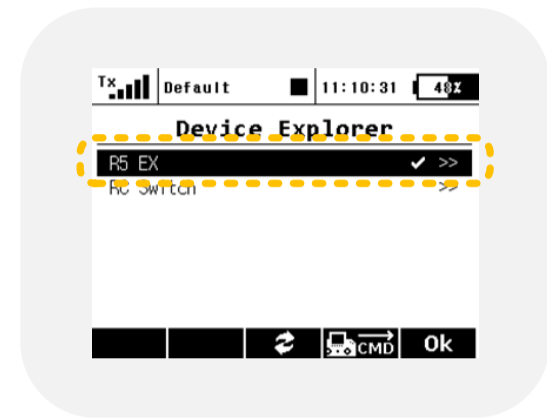 Tx Default 11:10:31 48%
Device Explorer
R5 EX >>
RC Switch >>
CMD Ok